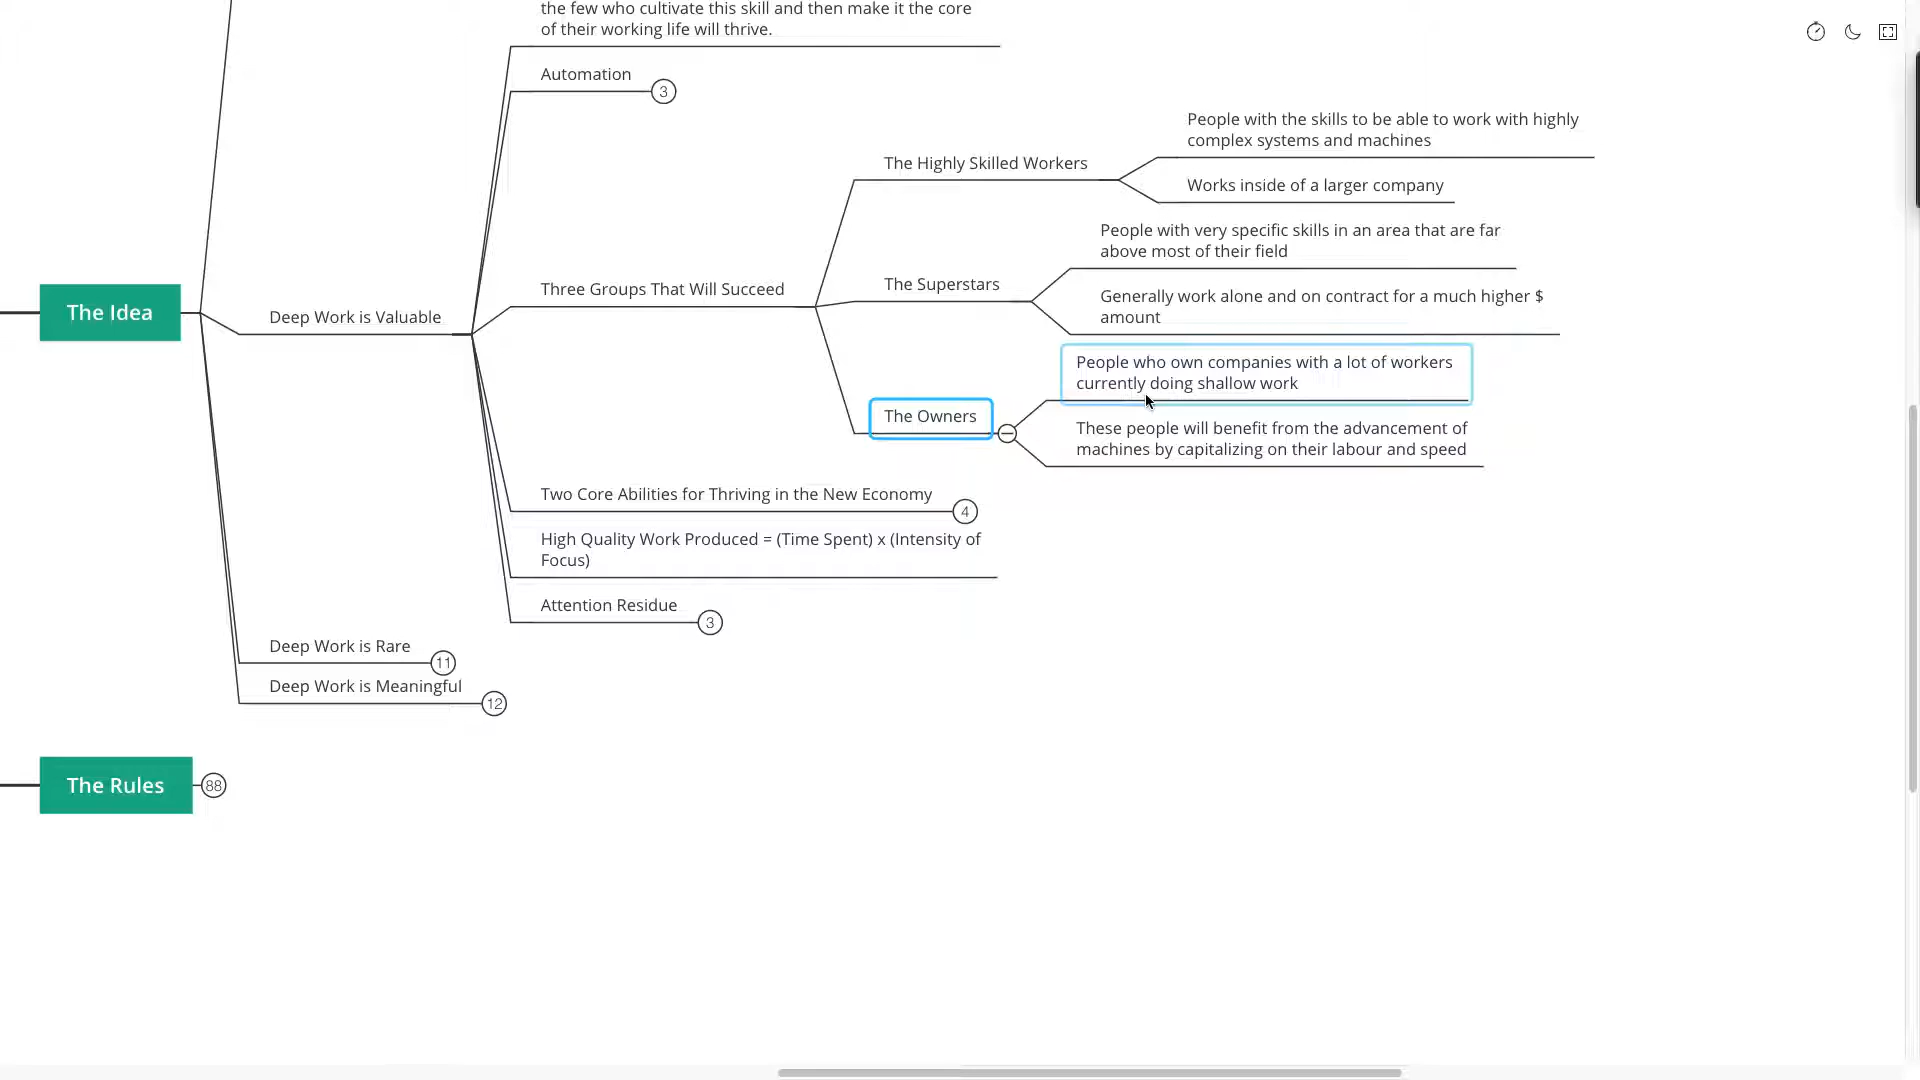 the few who cultivate this skill and then make it the core
of their working life will thrive.
Automation
3
People with the skills to be able to work with highly
complex systems and machines
The Highly Skilled Workers
Works inside of a larger company
People with very specific skills in an area that are far
above most of their field
Three Groups That Will Succeed
The Superstars
Generally work alone and on contract for a much higher $
amount
The Idea
Deep Work is Valuable
People who own companies with a lot of workers
currently doing shallow work
The Owners
These people will benefit from the advancement of
machines by capitalizing on their labour and speed
Two Core Abilities for Thriving in the New Economy
4
High Quality Work Produced = (Time Spent) x (Intensity of
Focus)
Attention Residue
3
Deep Work is Rare
11
Deep Work is Meaningful
12
The Rules
88